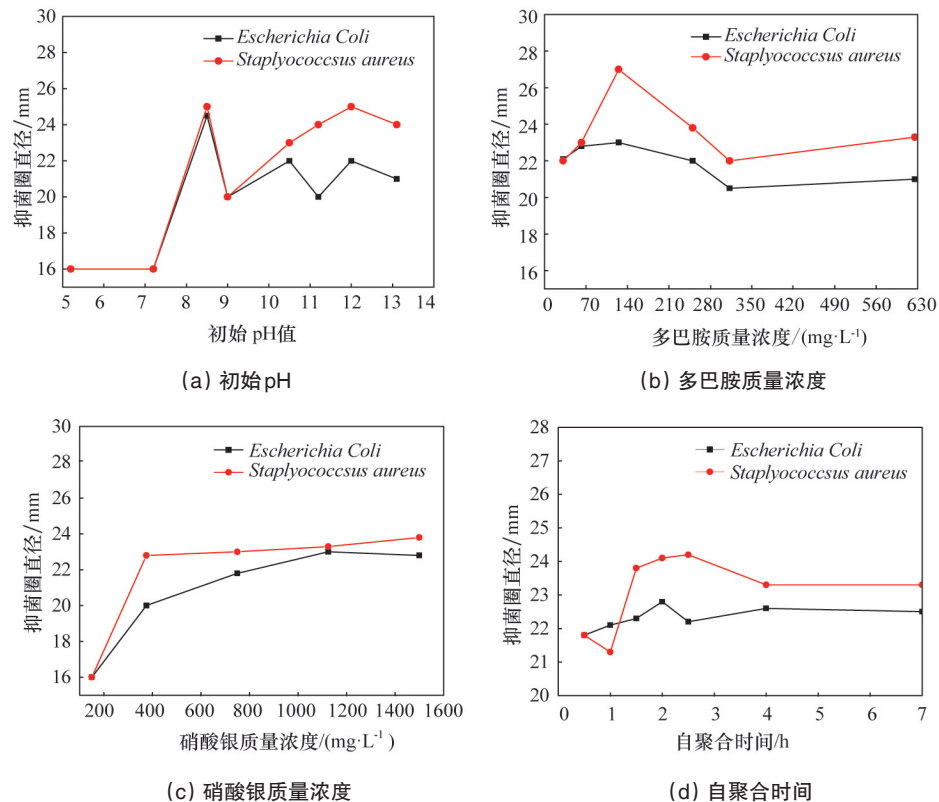 30
28
26
24
22
20
18
16
抑菌圈直径/mm
Escherichia Coli
Staplyococcsus aureus
5 6 7 8 9 10 11 12 13 14
初始 pH值
(a) 初始pH
30
28
26
24
22
20
18
16
抑菌圈直径/mm
Escherichia Coli
Staplyococcsus aureus
0 70 140 210 280 350 420 490 560 630
多巴胺质量浓度/(mg·L⁻¹)
(b) 多巴胺质量浓度
30
28
26
24
22
20
18
16
抑菌圈直径/mm
Escherichia Coli
Staplyococcsus aureus
200 400 600 800 1000 1200 1400 1600
硝酸银质量浓度/(mg·L⁻¹)
(c) 硝酸银质量浓度
28
27
26
25
24
23
22
21
20
抑菌圈直径/mm
Escherichia Coli
Staplyococcsus aureus
0 1 2 3 4 5 6 7
自聚合时间/h
(d) 自聚合时间